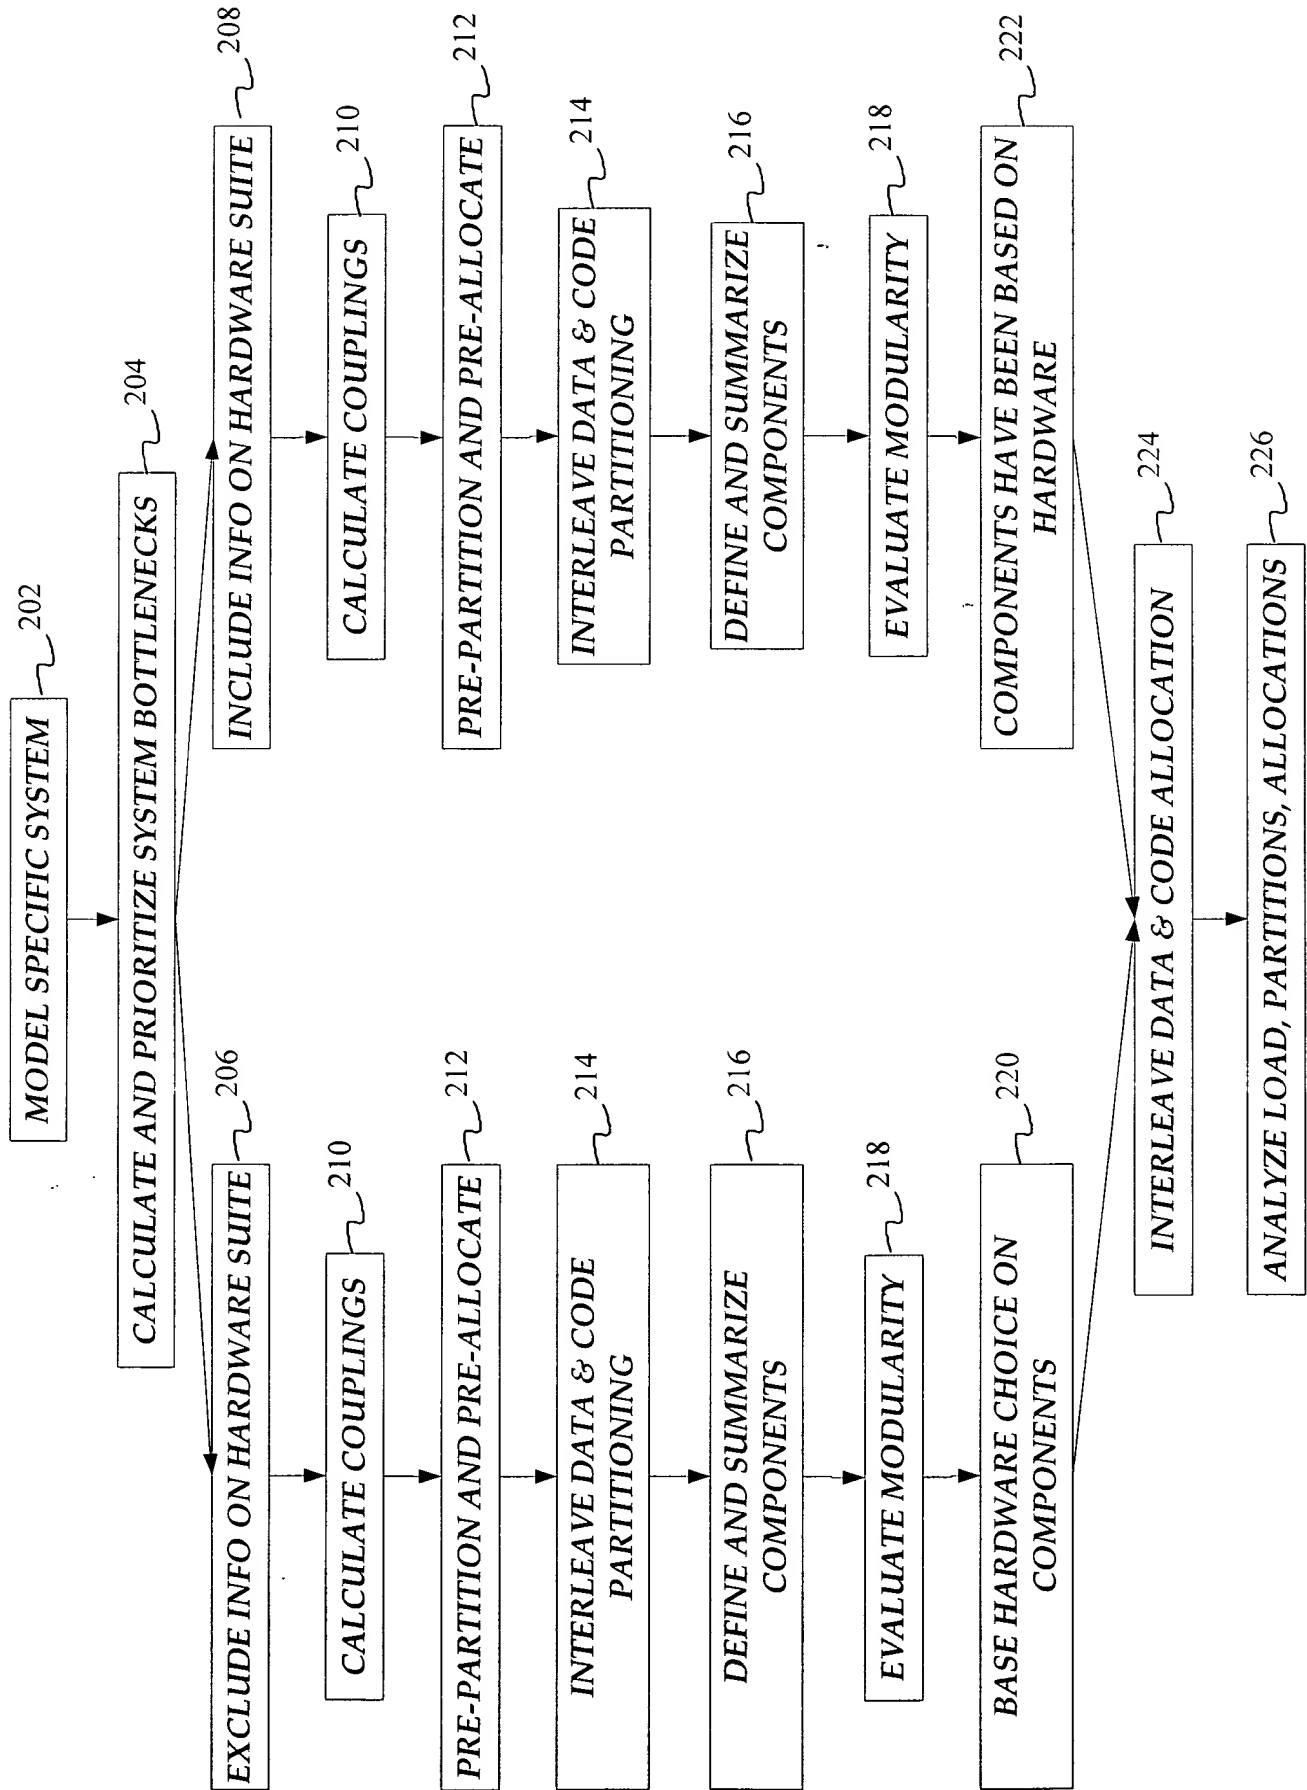 MODEL SPECIFIC SYSTEM
202
CALCULATE AND PRIORITIZE SYSTEM BOTTLENECKS
204
EXCLUDE INFO ON HARDWARE SUITE
206
CALCULATE COUPLINGS
210
PRE-PARTITION AND PRE-ALLOCATE
212
INTERLEAVE DATA & CODE
PARTITIONING
214
DEFINE AND SUMMARIZE
COMPONENTS
216
EVALUATE MODULARITY
218
BASE HARDWARE CHOICE ON
COMPONENTS
220
INCLUDE INFO ON HARDWARE SUITE
208
CALCULATE COUPLINGS
210
PRE-PARTITION AND PRE-ALLOCATE
212
INTERLEAVE DATA & CODE
PARTITIONING
214
DEFINE AND SUMMARIZE
COMPONENTS
216
EVALUATE MODULARITY
218
COMPONENTS HAVE BEEN BASED ON
HARDWARE
222
INTERLEAVE DATA & CODE ALLOCATION
224
ANALYZE LOAD, PARTITIONS, ALLOCATIONS
226